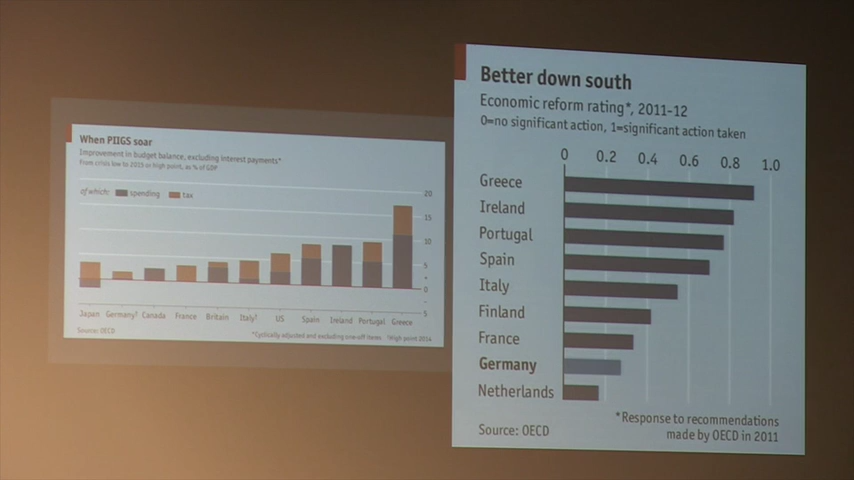 When PIIGS soar
Improvement in budget balance, excluding interest payments*
From crisis low to 2015 or high point, as % of GDP
of which: spending tax
20
15
10
5
+
0
-
5
Japan Germany† Canada France Britain Italy† US Spain Ireland Portugal Greece
Source: OECD
*Cyclically adjusted and excluding one-off items †High point 2014
Better down south
Economic reform rating*, 2011-12
0=no significant action, 1=significant action taken
0 0.2 0.4 0.6 0.8 1.0
Greece
Ireland
Portugal
Spain
Italy
Finland
France
Germany
Netherlands
*Response to recommendations
made by OECD in 2011
Source: OECD